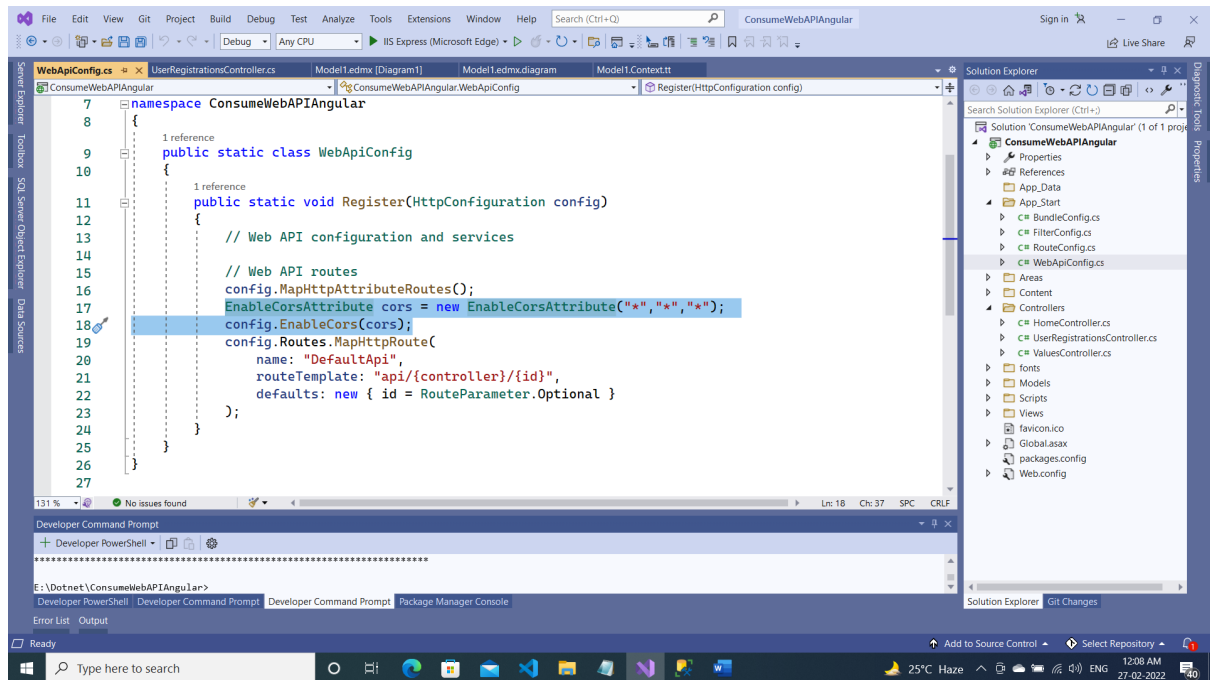 File Edit View Git Project Build Debug Test Analyze Tools Extensions Window Help Search (Ctrl+Q) ConsumeWebAPIAngular Sign in
Debug Any CPU IIS Express (Microsoft Edge) Live Share
WebApiConfig.cs UserRegistrationsController.cs Model1.edmx [Diagram1] Model1.edmx.diagram Model1.Context.tt
ConsumeWebAPIAngular ConsumeWebAPIAngular.WebApiConfig Register(HttpConfiguration config)
7 namespace ConsumeWebAPIAngular
8 {
1 reference
9 public static class WebApiConfig
10 {
1 reference
11 public static void Register(HttpConfiguration config)
12 {
13 // Web API configuration and services
14
15 // Web API routes
16 config.MapHttpAttributeRoutes();
17 EnableCorsAttribute cors = new EnableCorsAttribute("*","*","*");
18 config.EnableCors(cors);
19 config.Routes.MapHttpRoute(
20 name: "DefaultApi",
21 routeTemplate: "api/{controller}/{id}",
22 defaults: new { id = RouteParameter.Optional }
23 );
24 }
25 }
26 }
27
131 % No issues found Ln: 18 Ch: 37 SPC CRLF
Developer Command Prompt
+ Developer PowerShell
E:\Dotnet\ConsumeWebAPIAngular>
Developer PowerShell Developer Command Prompt Developer Command Prompt Package Manager Console
Error List Output
Server Explorer
Toolbox
SQL Server Object Explorer
Data Sources
Solution Explorer
Search Solution Explorer (Ctrl+;)
Solution 'ConsumeWebAPIAngular' (1 of 1 proje
ConsumeWebAPIAngular
Properties
References
App_Data
App_Start
C# BundleConfig.cs
C# FilterConfig.cs
C# RouteConfig.cs
C# WebApiConfig.cs
Areas
Content
Controllers
C# HomeController.cs
C# UserRegistrationsController.cs
C# ValuesController.cs
fonts
Models
Scripts
Views
favicon.ico
Global.asax
packages.config
Web.config
Solution Explorer Git Changes
Diagnostic Tools
Properties
Ready Add to Source Control Select Repository 1
Type here to search 25°C Haze ENG 12:08 AM
27-02-2022 40